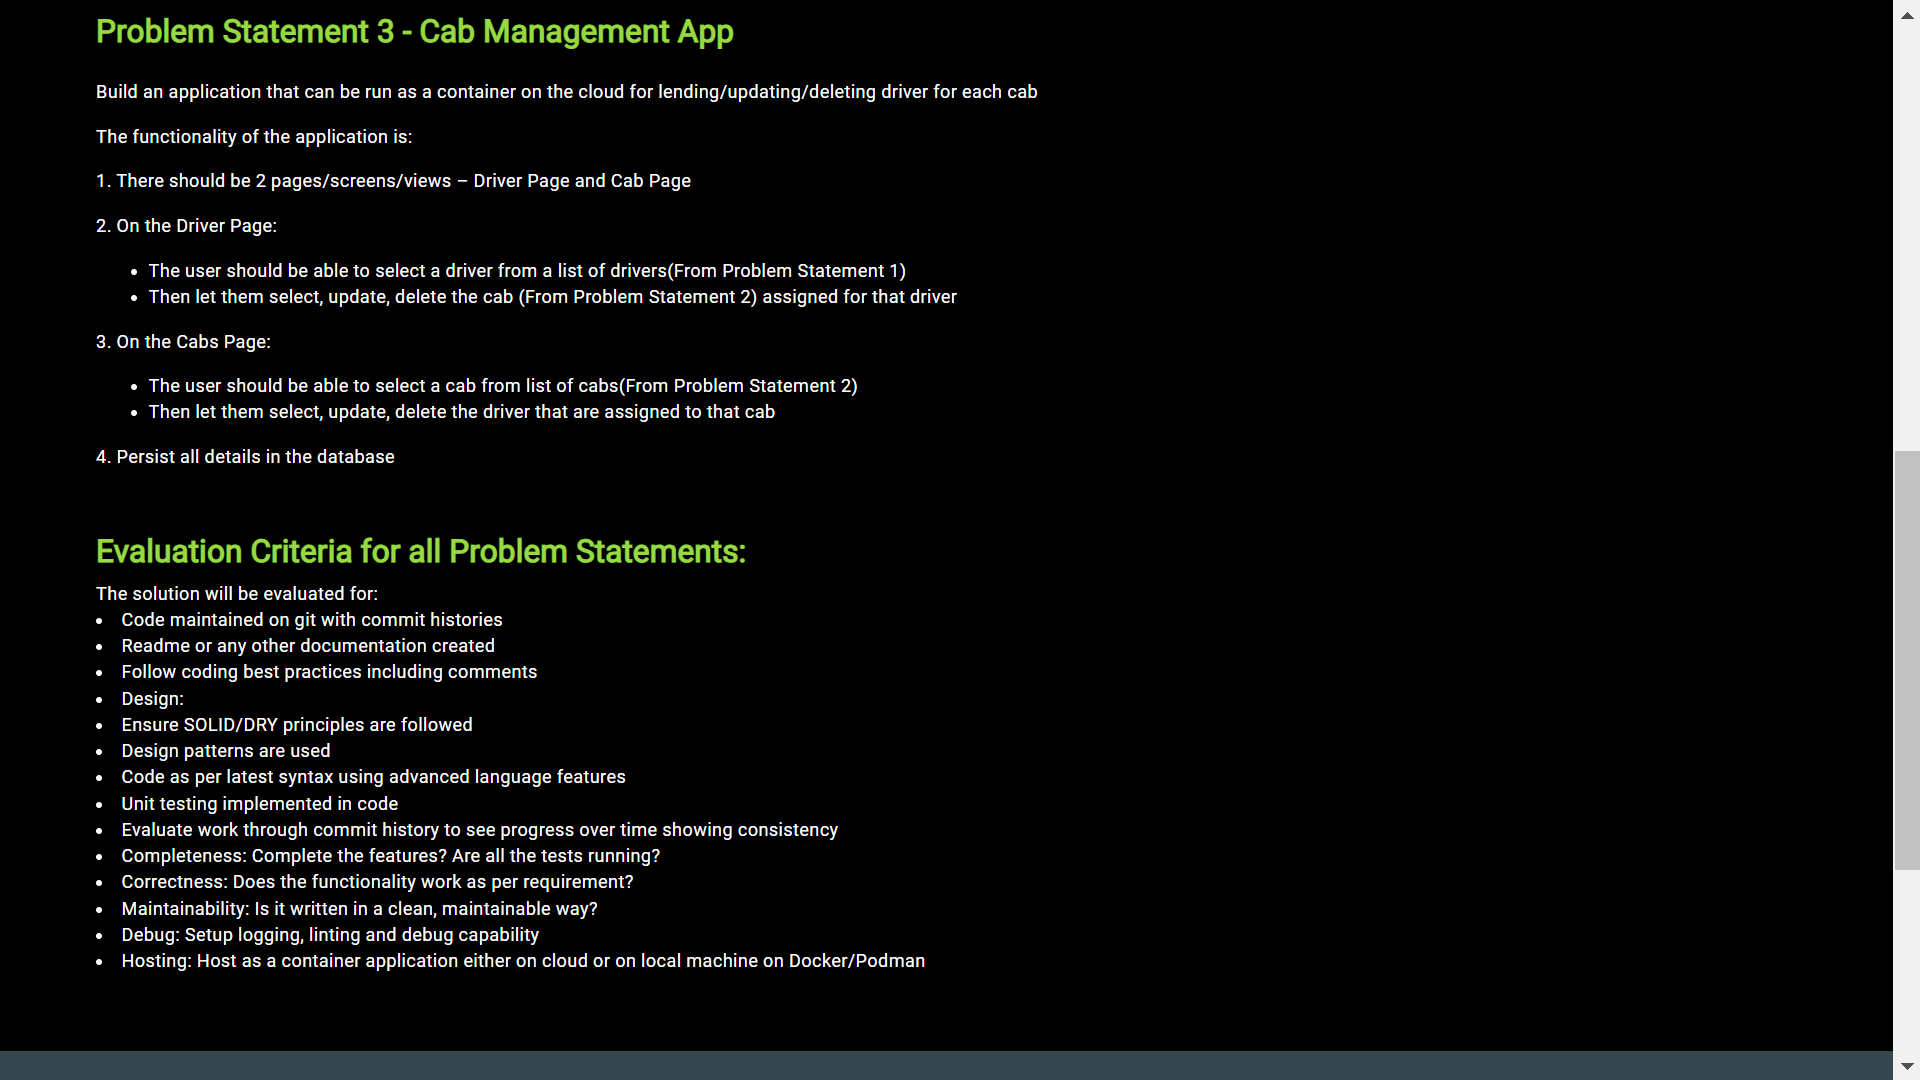 Problem Statement 3 - Cab Management App
Build an application that can be run as a container on the cloud for lending/updating/deleting driver for each cab
The functionality of the application is:
1. There should be 2 pages/screens/views – Driver Page and Cab Page
2. On the Driver Page:
• The user should be able to select a driver from a list of drivers(From Problem Statement 1)
• Then let them select, update, delete the cab (From Problem Statement 2) assigned for that driver
3. On the Cabs Page:
• The user should be able to select a cab from list of cabs(From Problem Statement 2)
• Then let them select, update, delete the driver that are assigned to that cab
4. Persist all details in the database
Evaluation Criteria for all Problem Statements:
The solution will be evaluated for:
• Code maintained on git with commit histories
• Readme or any other documentation created
• Follow coding best practices including comments
• Design:
• Ensure SOLID/DRY principles are followed
• Design patterns are used
• Code as per latest syntax using advanced language features
• Unit testing implemented in code
• Evaluate work through commit history to see progress over time showing consistency
• Completeness: Complete the features? Are all the tests running?
• Correctness: Does the functionality work as per requirement?
• Maintainability: Is it written in a clean, maintainable way?
• Debug: Setup logging, linting and debug capability
• Hosting: Host as a container application either on cloud or on local machine on Docker/Podman